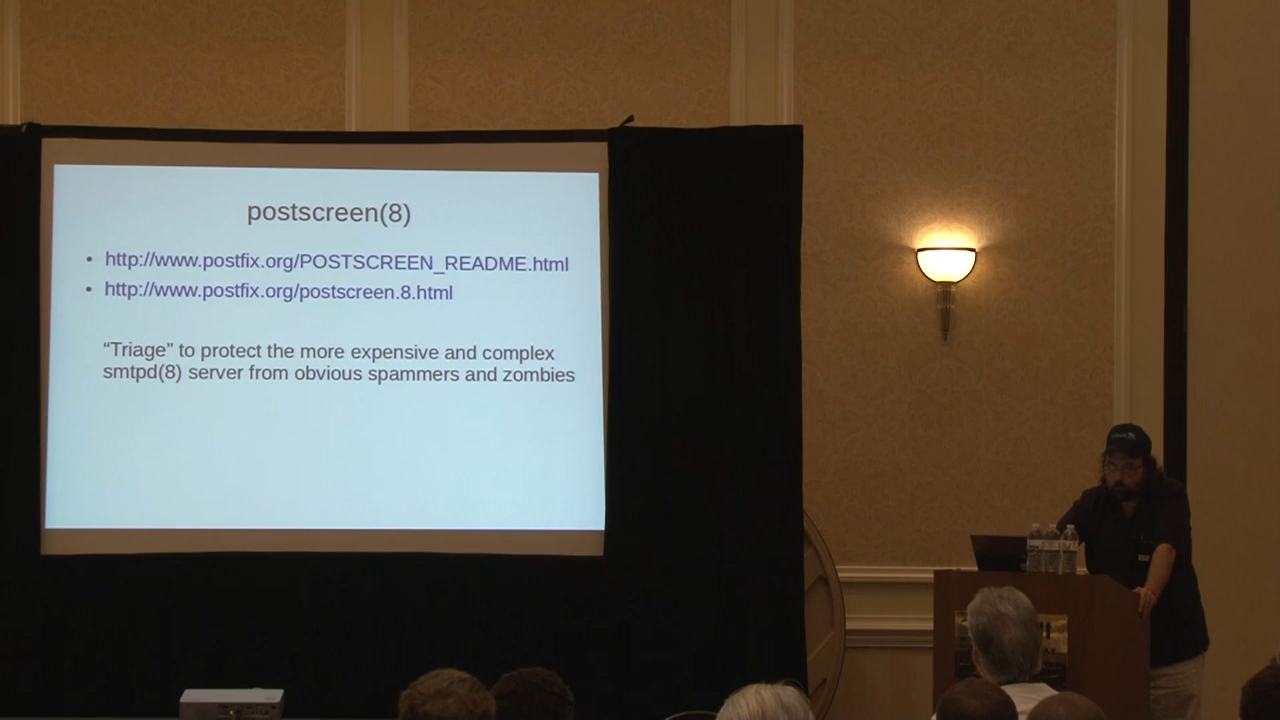 postscreen(8)
• http://www.postfix.org/POSTSCREEN_README.html
• http://www.postfix.org/postscreen.8.html
“Triage” to protect the more expensive and complex
smtpd(8) server from obvious spammers and zombies